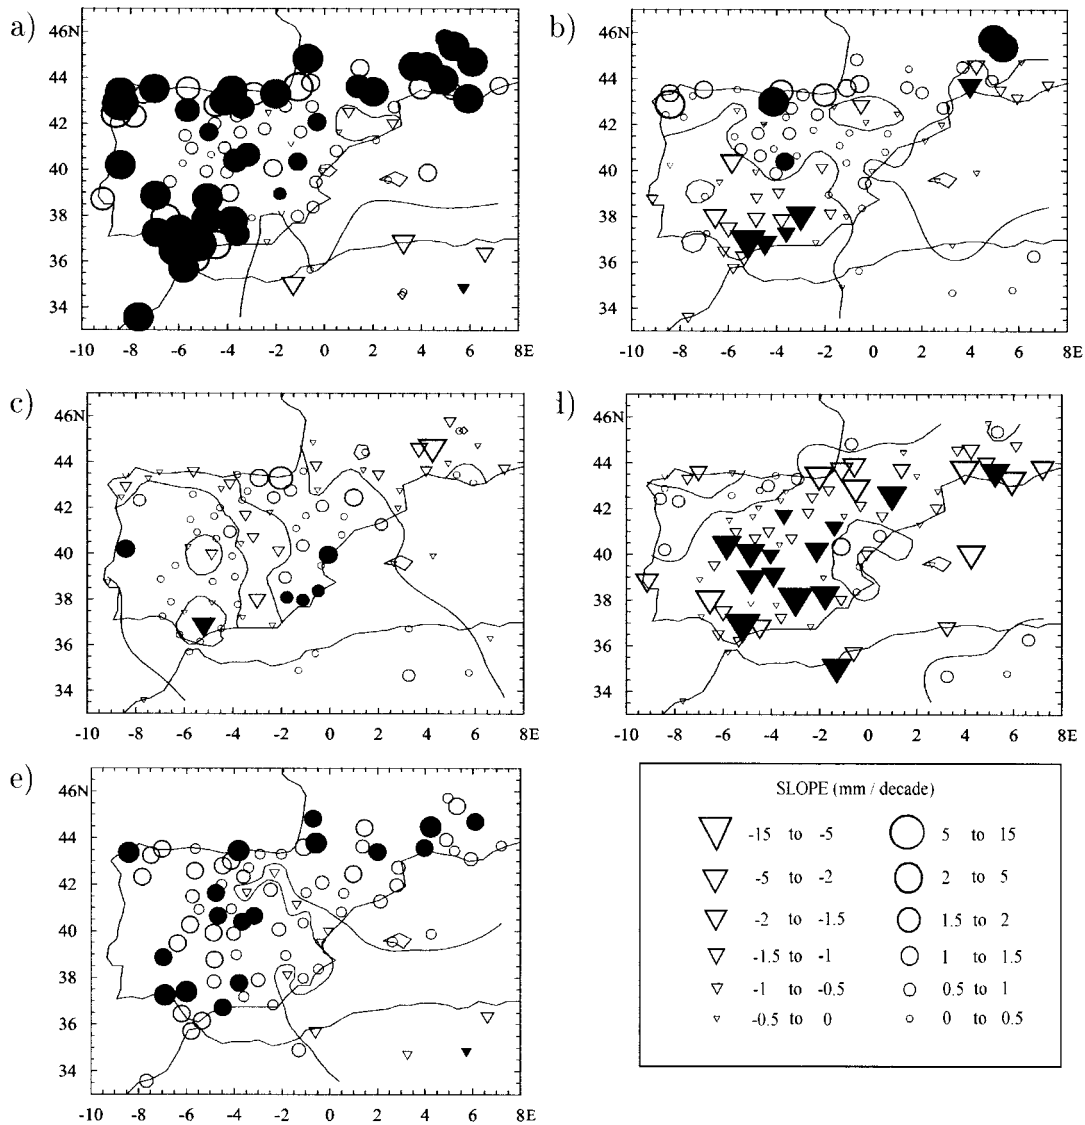 a)
46N
44
42
40
38
36
34
-10 -8 -6 -4 -2 0 2 4 6 8E
b)
46N
44
42
40
38
36
34
-10 -8 -6 -4 -2 0 2 4 6 8E
c)
46N
44
42
40
38
36
34
-10 -8 -6 -4 -2 0 2 4 6 8E
d)
46N
44
42
40
38
36
34
-10 -8 -6 -4 -2 0 2 4 6 8E
e)
46N
44
42
40
38
36
34
-10 -8 -6 -4 -2 0 2 4 6 8E
SLOPE (mm / decade)
-15 to -5 5 to 15
-5 to -2 2 to 5
-2 to -1.5 1.5 to 2
-1.5 to -1 1 to 1.5
-1 to -0.5 0.5 to 1
-0.5 to 0 0 to 0.5